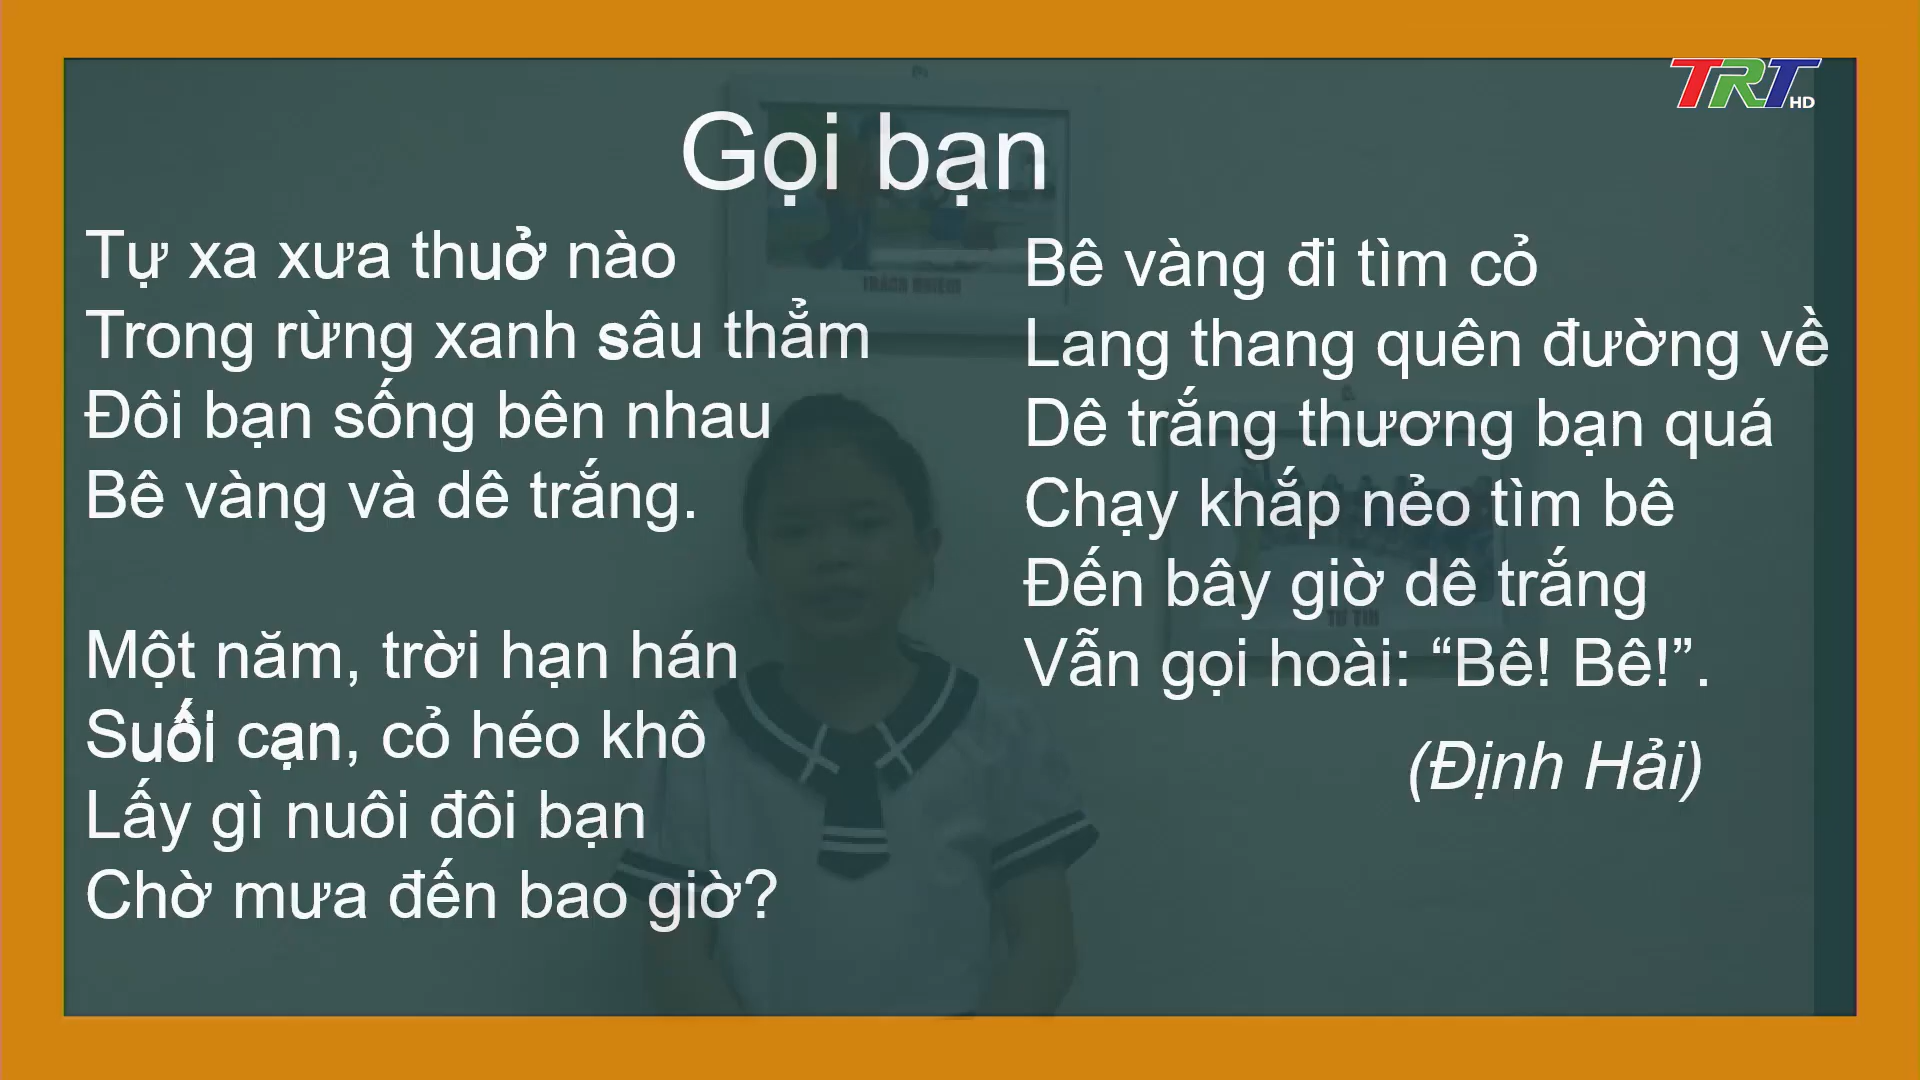 TRT HD
Gọi bạn
Tự xa xưa thuở nào
Trong rừng xanh sâu thẳm
Đôi bạn sống bên nhau
Bê vàng và dê trắng.
Một năm, trời hạn hán
Suối cạn, cỏ héo khô
Lấy gì nuôi đôi bạn
Chờ mưa đến bao giờ?
Bê vàng đi tìm cỏ
Lang thang quên đường về
Dê trắng thương bạn quá
Chạy khắp nẻo tìm bê
Đến bây giờ dê trắng
Vẫn gọi hoài: “Bê! Bê!”.
(Định Hải)
TRÁCH NHIỆM
TỰ TIN